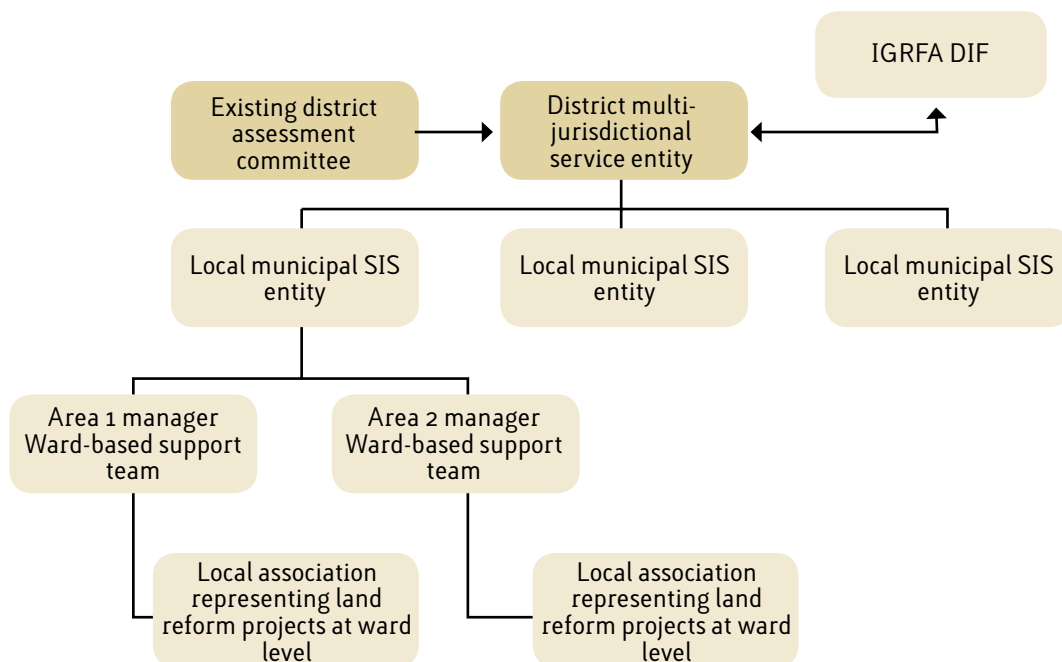 IGRFA DIF
Existing district
assessment
committee
District multi-
jurisdictional
service entity
Local municipal SIS
entity
Local municipal SIS
entity
Local municipal SIS
entity
Area 1 manager
Ward-based support
team
Area 2 manager
Ward-based support
team
Local association
representing land
reform projects at ward
level
Local association
representing land
reform projects at ward
level